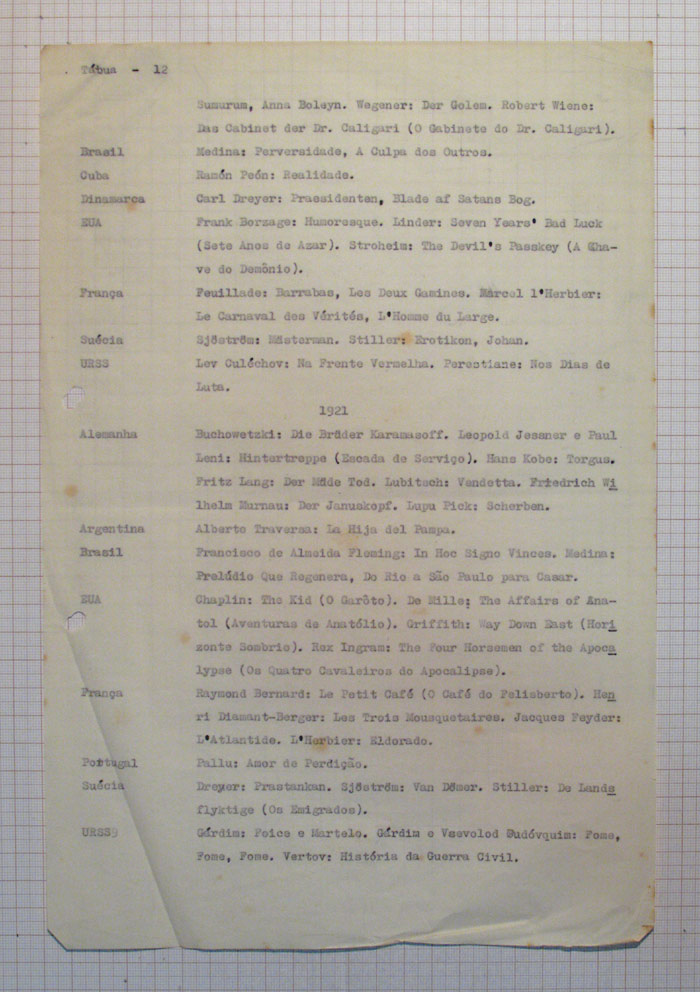 Tábua - 12
Sumurum, Anna Boleyn. Wegener: Der Golem. Robert Wiene:
Das Cabinet der Dr. Caligari (O Gabinete do Dr. Caligari).
Brasil Medina: Perversidade, A Culpa dos Outros.
Cuba Ramón Peón: Realidade.
Dinamarca Carl Dreyer: Praesidenten, Blade af Satans Bog.
EUA Frank Borzage: Humoresque. Linder: Seven Years' Bad Luck
(Sete Anos de Azar). Stroheim: The Devil's Passkey (A Cha-
ve do Demônio).
França Feuillade: Barrabas, Les Deux Gamines. Marcel l'Herbier:
Le Carnaval des Vérités, L'Homme du Large.
Suécia Sjöström: Mästerman. Stiller: Erotikon, Johan.
URSS Lev Culéchov: Na Frente Vermelha. Perestiane: Nos Dias de
Luta.
1921
Alemanha Buchowetzki: Die Brüder Karamasoff. Leopold Jessner e Paul
Leni: Hintertreppe (Escada de Serviço). Hans Kobe: Torgus.
Fritz Lang: Der Müde Tod. Lubitsch: Vendetta. Friedrich Wi
lhelm Murnau: Der Januskopf. Lupu Pick: Scherben.
Argentina Alberto Traversa: La Hija del Pampa.
Brasil Francisco de Almeida Fleming: In Hoc Signo Vinces. Medina:
Prelúdio Que Regenera, Do Rio a São Paulo para Casar.
EUA Chaplin: The Kid (O Garôto). De Mille: The Affairs of Ana-
tol (Aventuras de Anatólio). Griffith: Way Down East (Hori
zonte Sombrio). Rex Ingram: The Four Horsemen of the Apoca
lypse (Os Quatro Cavaleiros do Apocalipse).
França Raymond Bernard: Le Petit Café (O Café do Felisberto). Hen
ri Diamant-Berger: Les Trois Mousquetaires. Jacques Feyder:
L'Atlantide. L'Herbier: Eldorado.
Portugal Pallu: Amor de Perdição.
Suécia Dreyer: Prastankan. Sjöström: Van Dömer. Stiller: De Lands
flyktige (Os Emigrados).
URSS9 Gárdim: Foice e Martelo. Gárdim e Vsevolod Pudóvquim: Fome,
Fome, Fome. Vertov: História da Guerra Civil.